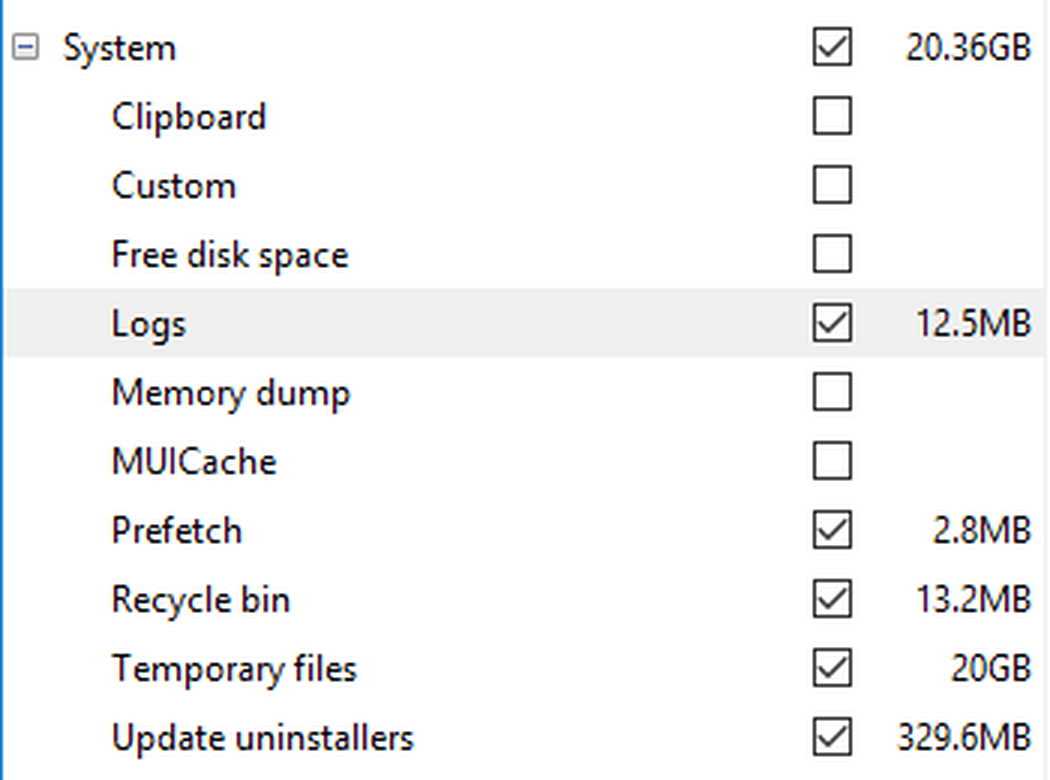 System 20.36GB
Clipboard
Custom
Free disk space
Logs 12.5MB
Memory dump
MUICache
Prefetch 2.8MB
Recycle bin 13.2MB
Temporary files 20GB
Update uninstallers 329.6MB